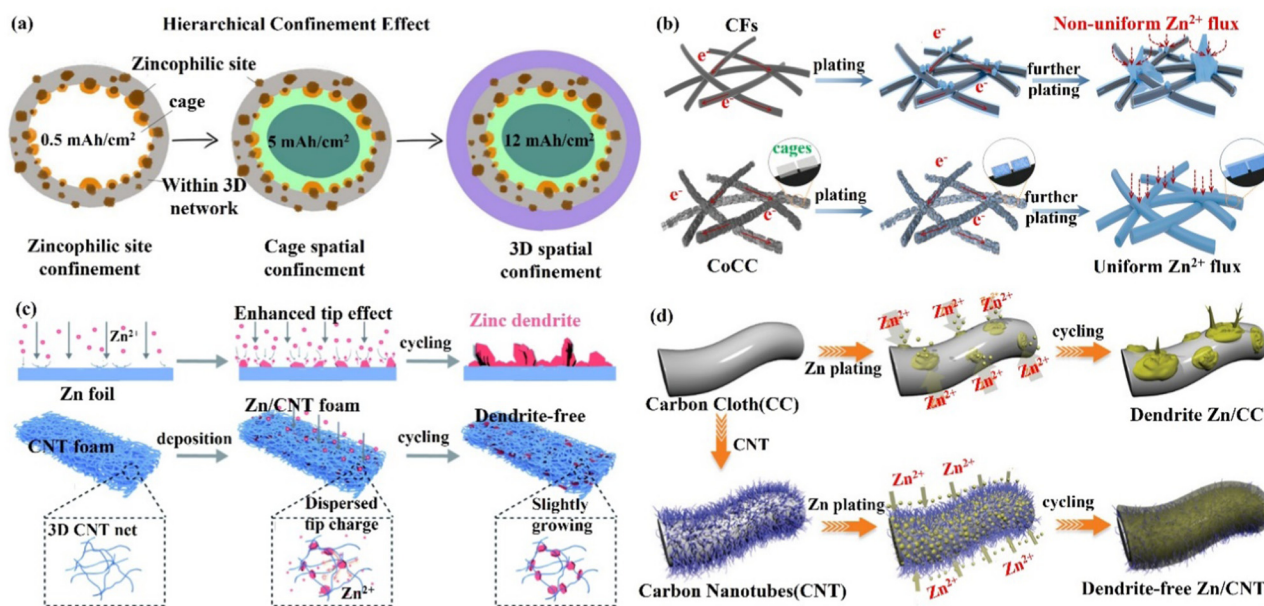 (a)
Hierarchical Confinement Effect
Zincophilic site
cage
0.5 mAh/cm²
5 mAh/cm²
12 mAh/cm²
Within 3D
network
Zincophilic site
confinement
Cage spatial
confinement
3D spatial
confinement
(b)
CFs
Non-uniform Zn²⁺ flux
e⁻
e⁻
e⁻
e⁻
plating
further
plating
cages
e⁻
e⁻
e⁻
e⁻
plating
further
plating
CoCC
Uniform Zn²⁺ flux
(c)
Zn²⁺
Enhanced tip effect
Zinc dendrite
cycling
Zn foil
Zn/CNT foam
Dendrite-free
CNT foam
deposition
cycling
Dispersed
tip charge
Slightly
growing
3D CNT net
Zn²⁺
(d)
Zn²⁺
Zn²⁺
Zn²⁺
Zn plating
cycling
Zn²⁺
Zn²⁺
Zn²⁺
Carbon Cloth(CC)
Dendrite Zn/CC
CNT
Zn²⁺
Zn²⁺
Zn²⁺
Zn²⁺
Zn plating
cycling
Zn²⁺
Zn²⁺
Zn²⁺
Carbon Nanotubes(CNT)
Dendrite-free Zn/CNT